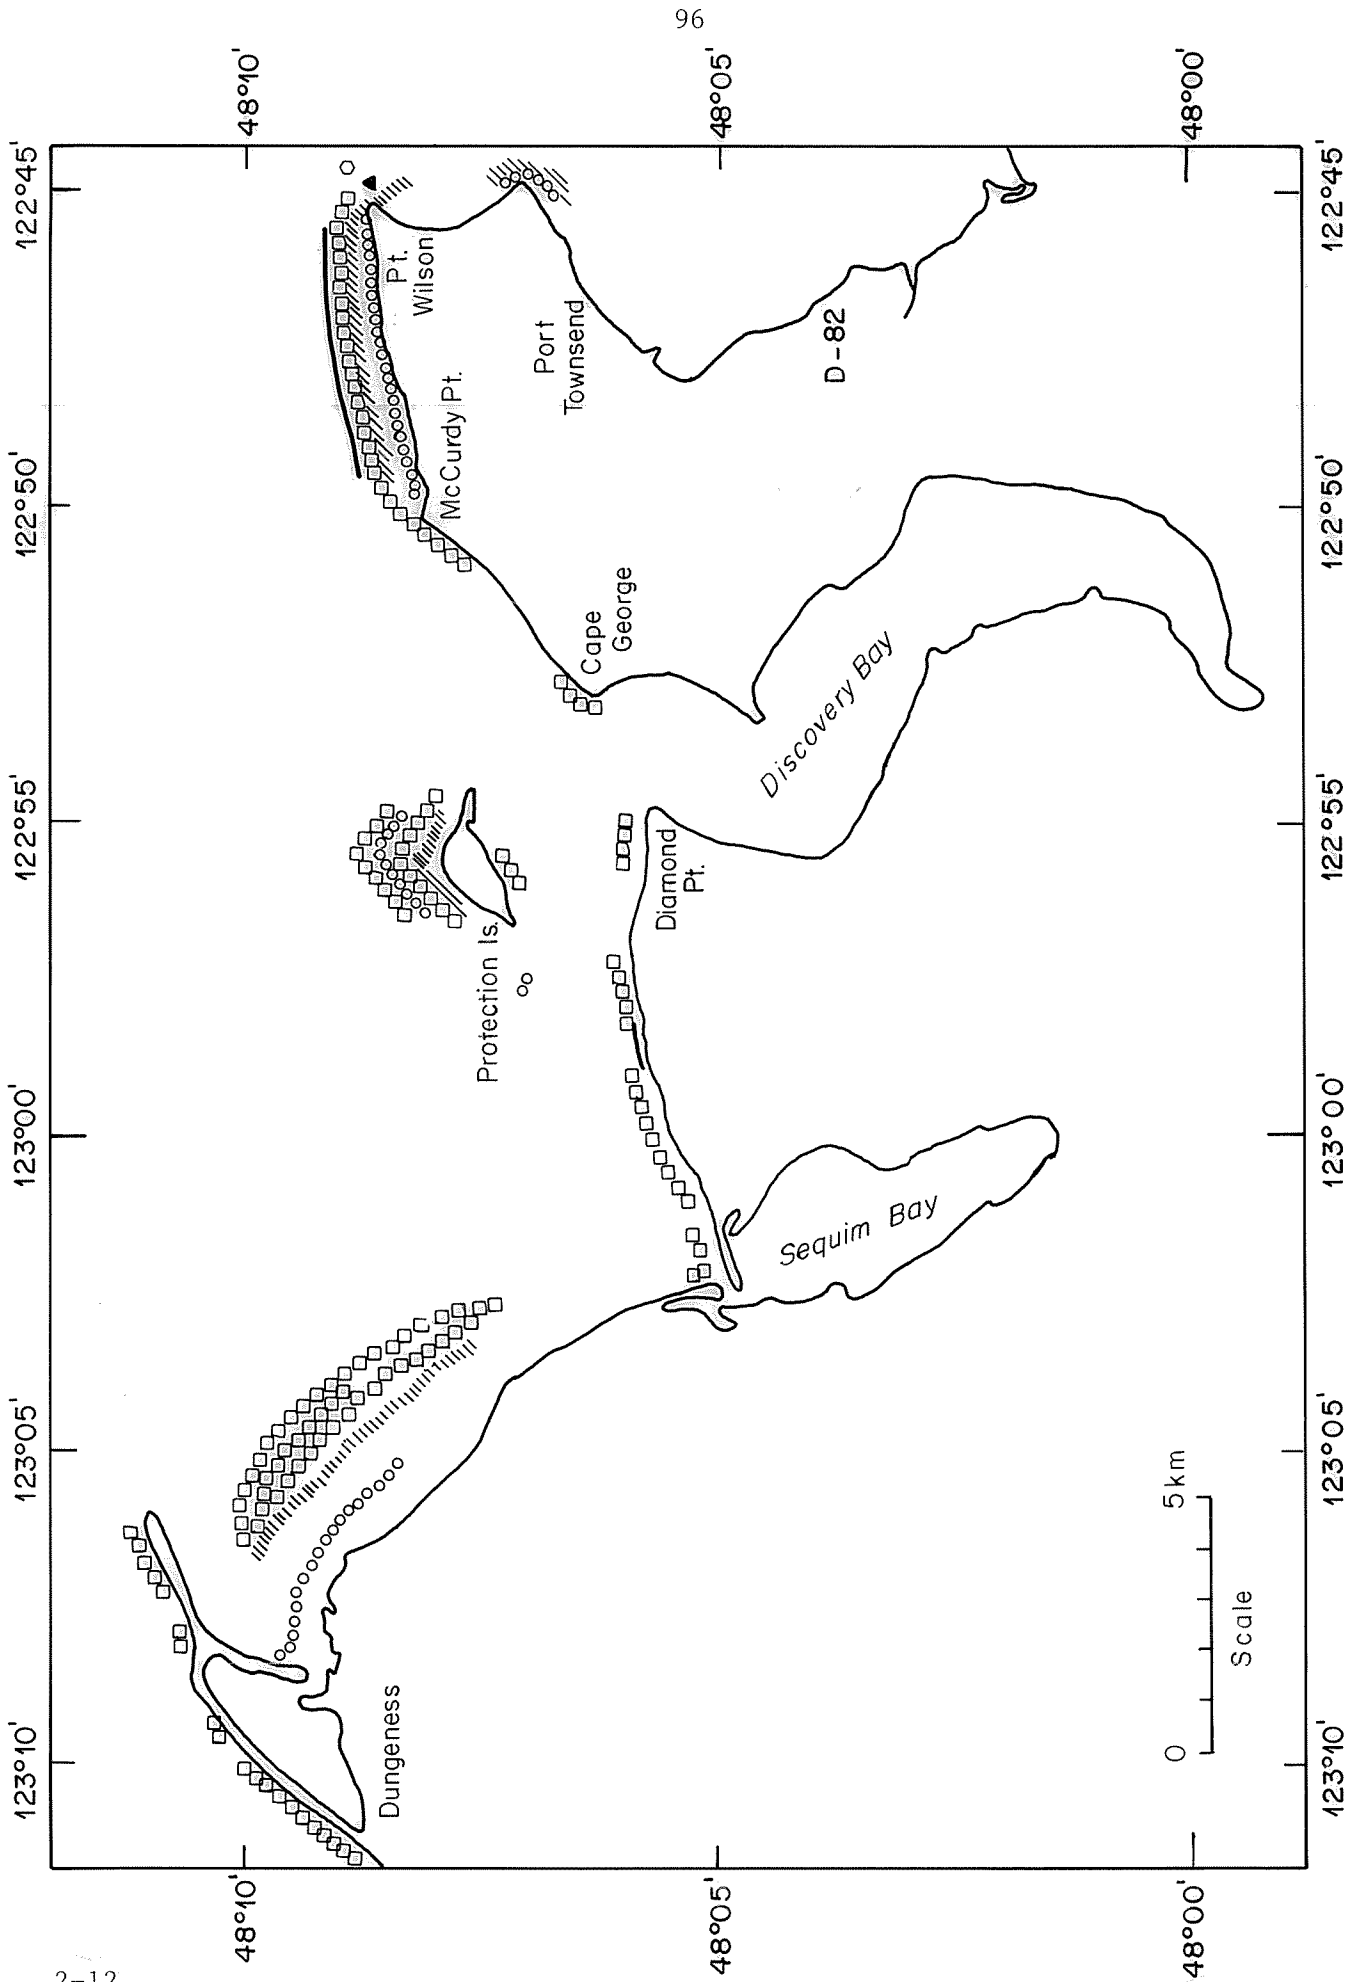 96
48°10'
48°05'
48°00'
122°45'
122°50'
122°55'
123°00'
123°05'
123°10'
122°45'
122°50'
122°55'
123°00'
123°05'
123°10'
48°10'
48°05'
48°00'
Pt.
Wilson
McCurdy Pt.
Port
Townsend
D-82
Cape
George
Discovery Bay
Protection Is.
Diamond
Pt.
Sequim Bay
Dungeness
0 5km
Scale
2-12